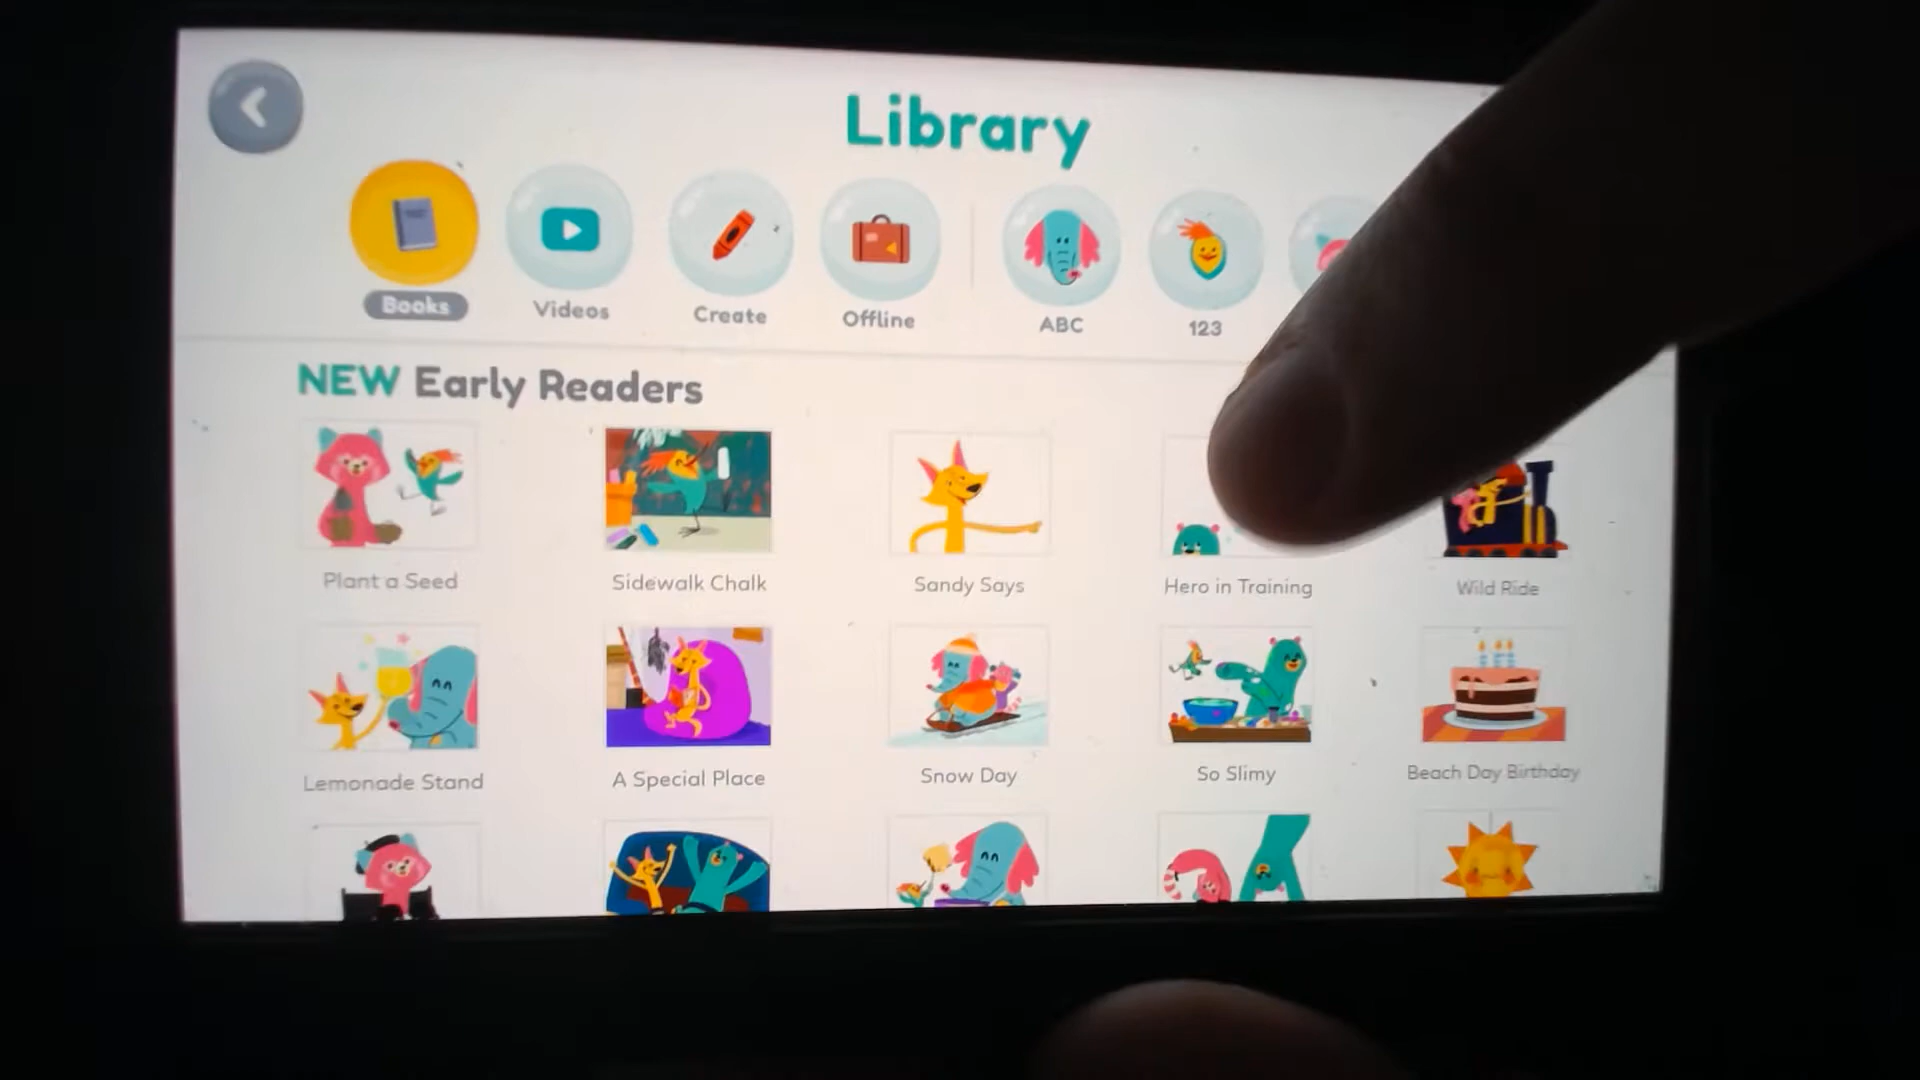 Library
Books
Videos
Create
Offline
ABC
123
NEW Early Readers
Plant a Seed
Sidewalk Chalk
Sandy Says
Hero in Training
Wild Ride
Lemonade Stand
A Special Place
Snow Day
So Slimy
Beach Day Birthday